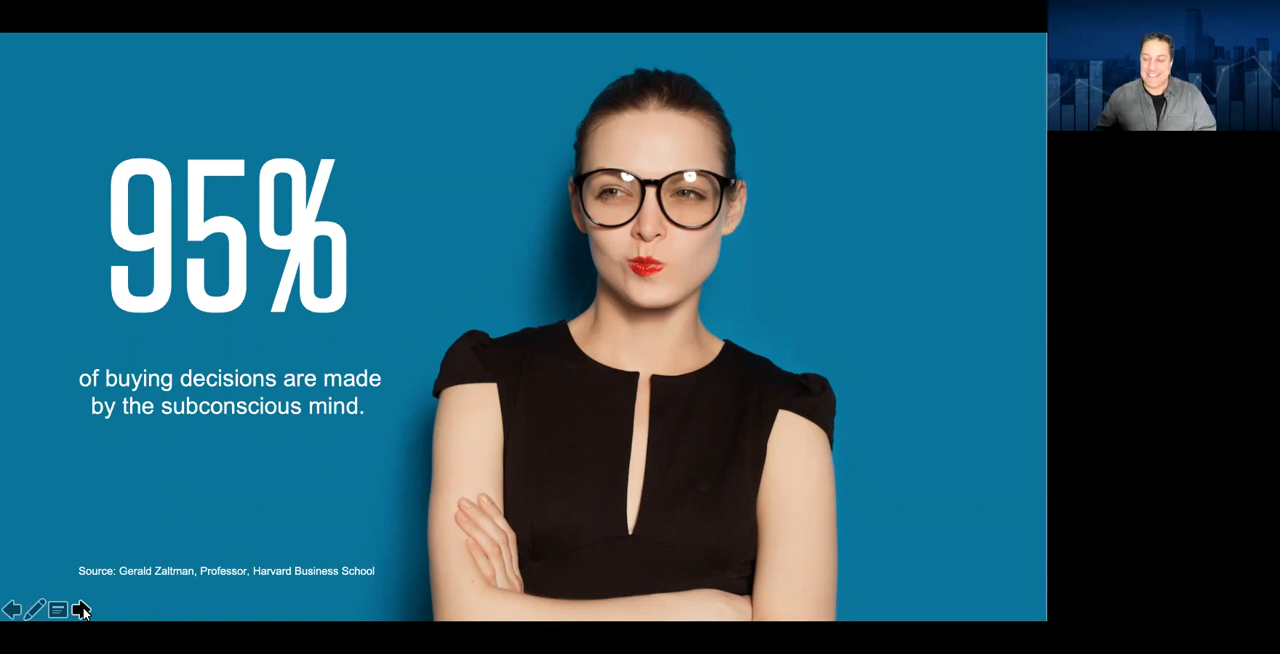 95%
of buying decisions are made
by the subconscious mind.
Source: Gerald Zaltman, Professor, Harvard Business School